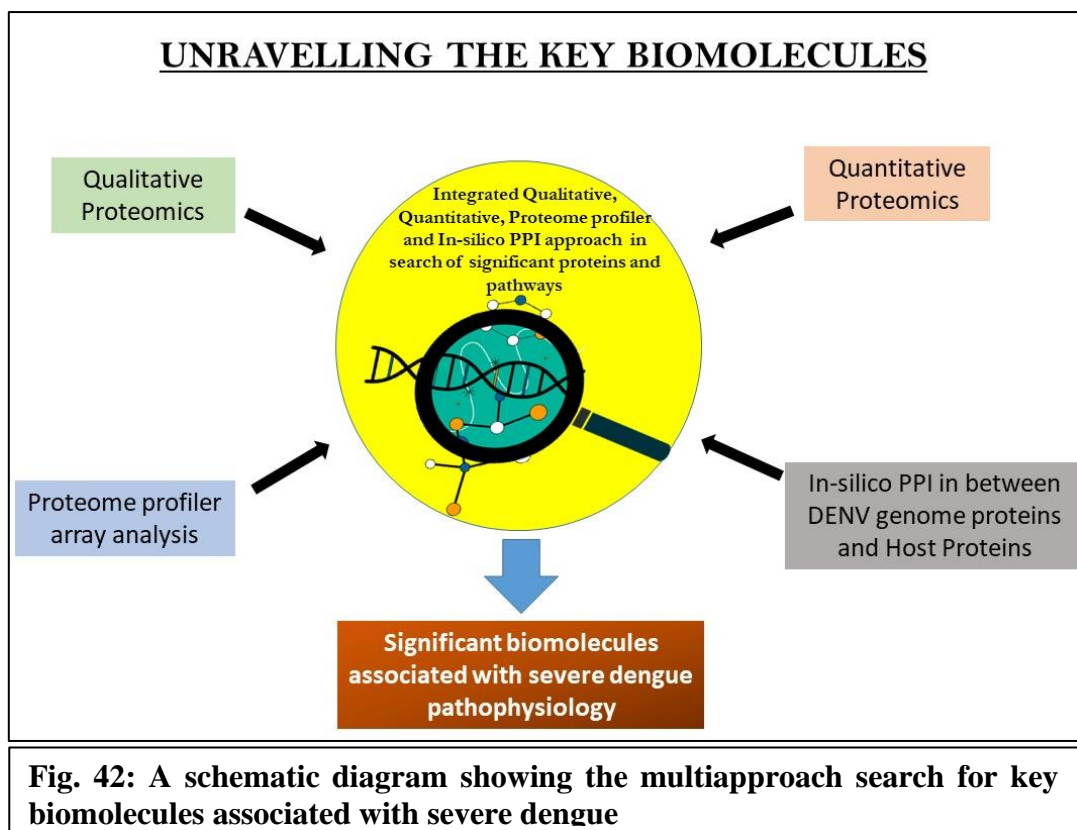 UNRAVELLING THE KEY BIOMOLECULES
Qualitative
Proteomics
Quantitative
Proteomics
Integrated Qualitative,
Quantitative, Proteome profiler
and In-silico PPI approach in
search of significant proteins and
pathways
Proteome profiler
array analysis
In-silico PPI in between
DENV genome proteins
and Host Proteins
Significant biomolecules
associated with severe dengue
pathophysiology
Fig. 42: A schematic diagram showing the multiapproach search for key
biomolecules associated with severe dengue